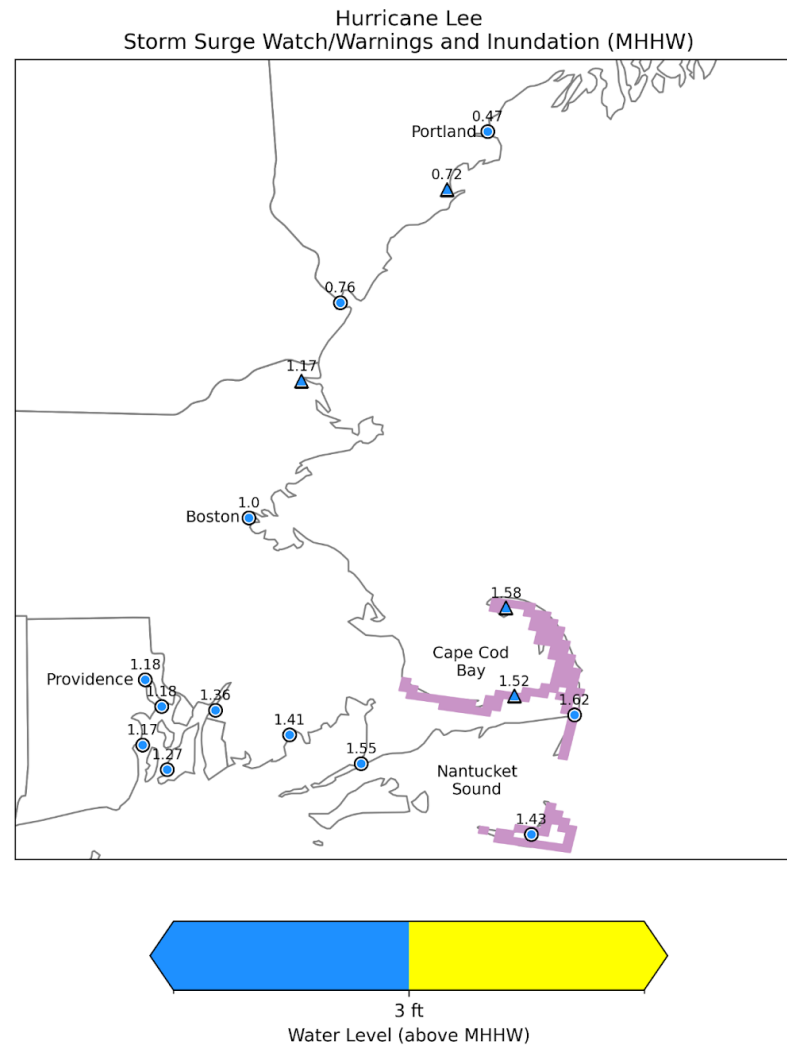 Hurricane Lee
Storm Surge Watch/Warnings and Inundation (MHHW)
0.47
Portland
0.72
0.76
1.17
1.0
Boston
1.58
Cape Cod
Bay
1.18
Providence
1.52
1.18
1.36
1.62
1.41
1.17
1.27
1.55
Nantucket
Sound
1.43
3 ft
Water Level (above MHHW)